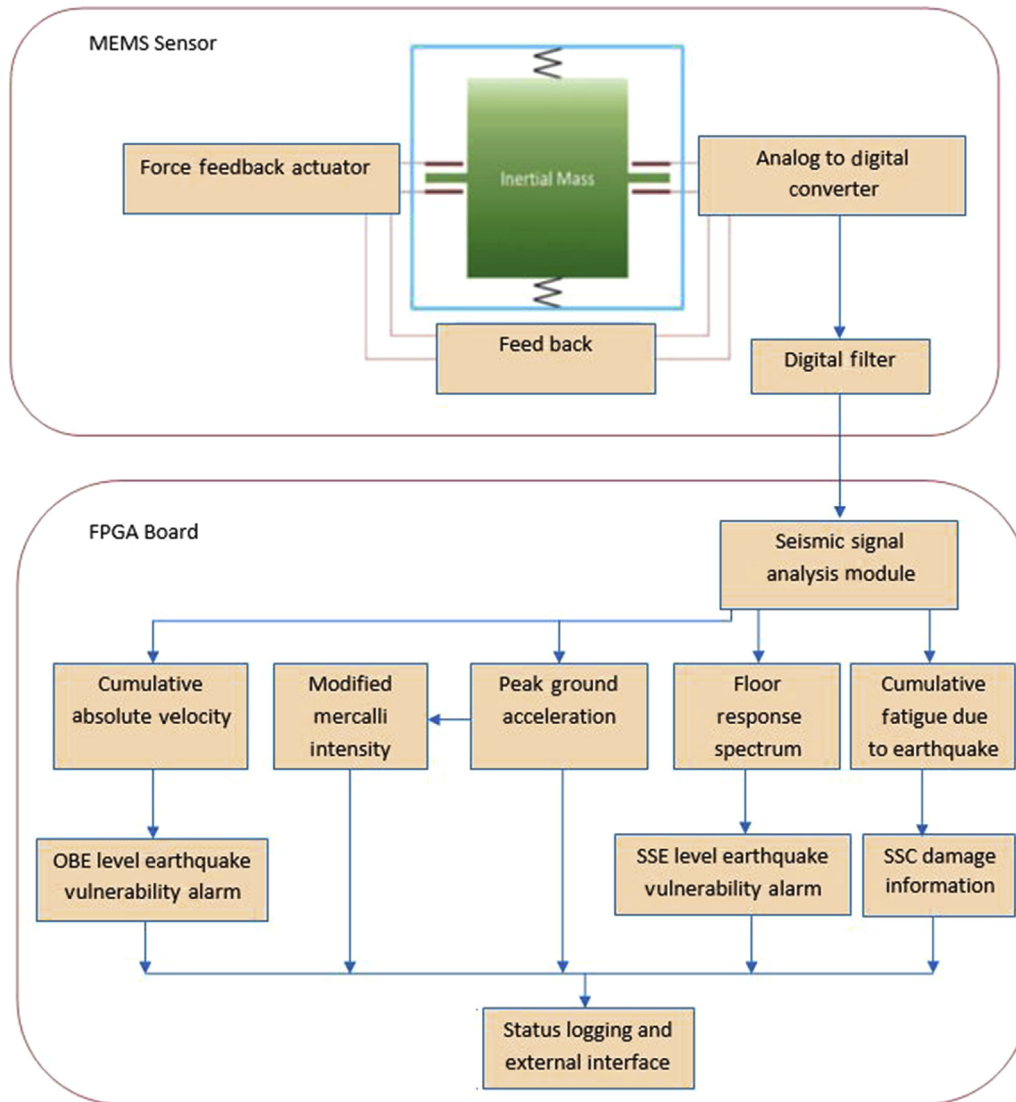 MEMS Sensor
Force feedback actuator
Inertial Mass
Analog to digital
converter
Feed back
Digital filter
FPGA Board
Seismic signal
analysis module
Cumulative
absolute velocity
Modified
mercalli
intensity
Peak ground
acceleration
Floor
response
spectrum
Cumulative
fatigue due
to earthquake
OBE level earthquake
vulnerability alarm
SSE level earthquake
vulnerability alarm
SSC damage
information
Status logging and
external interface